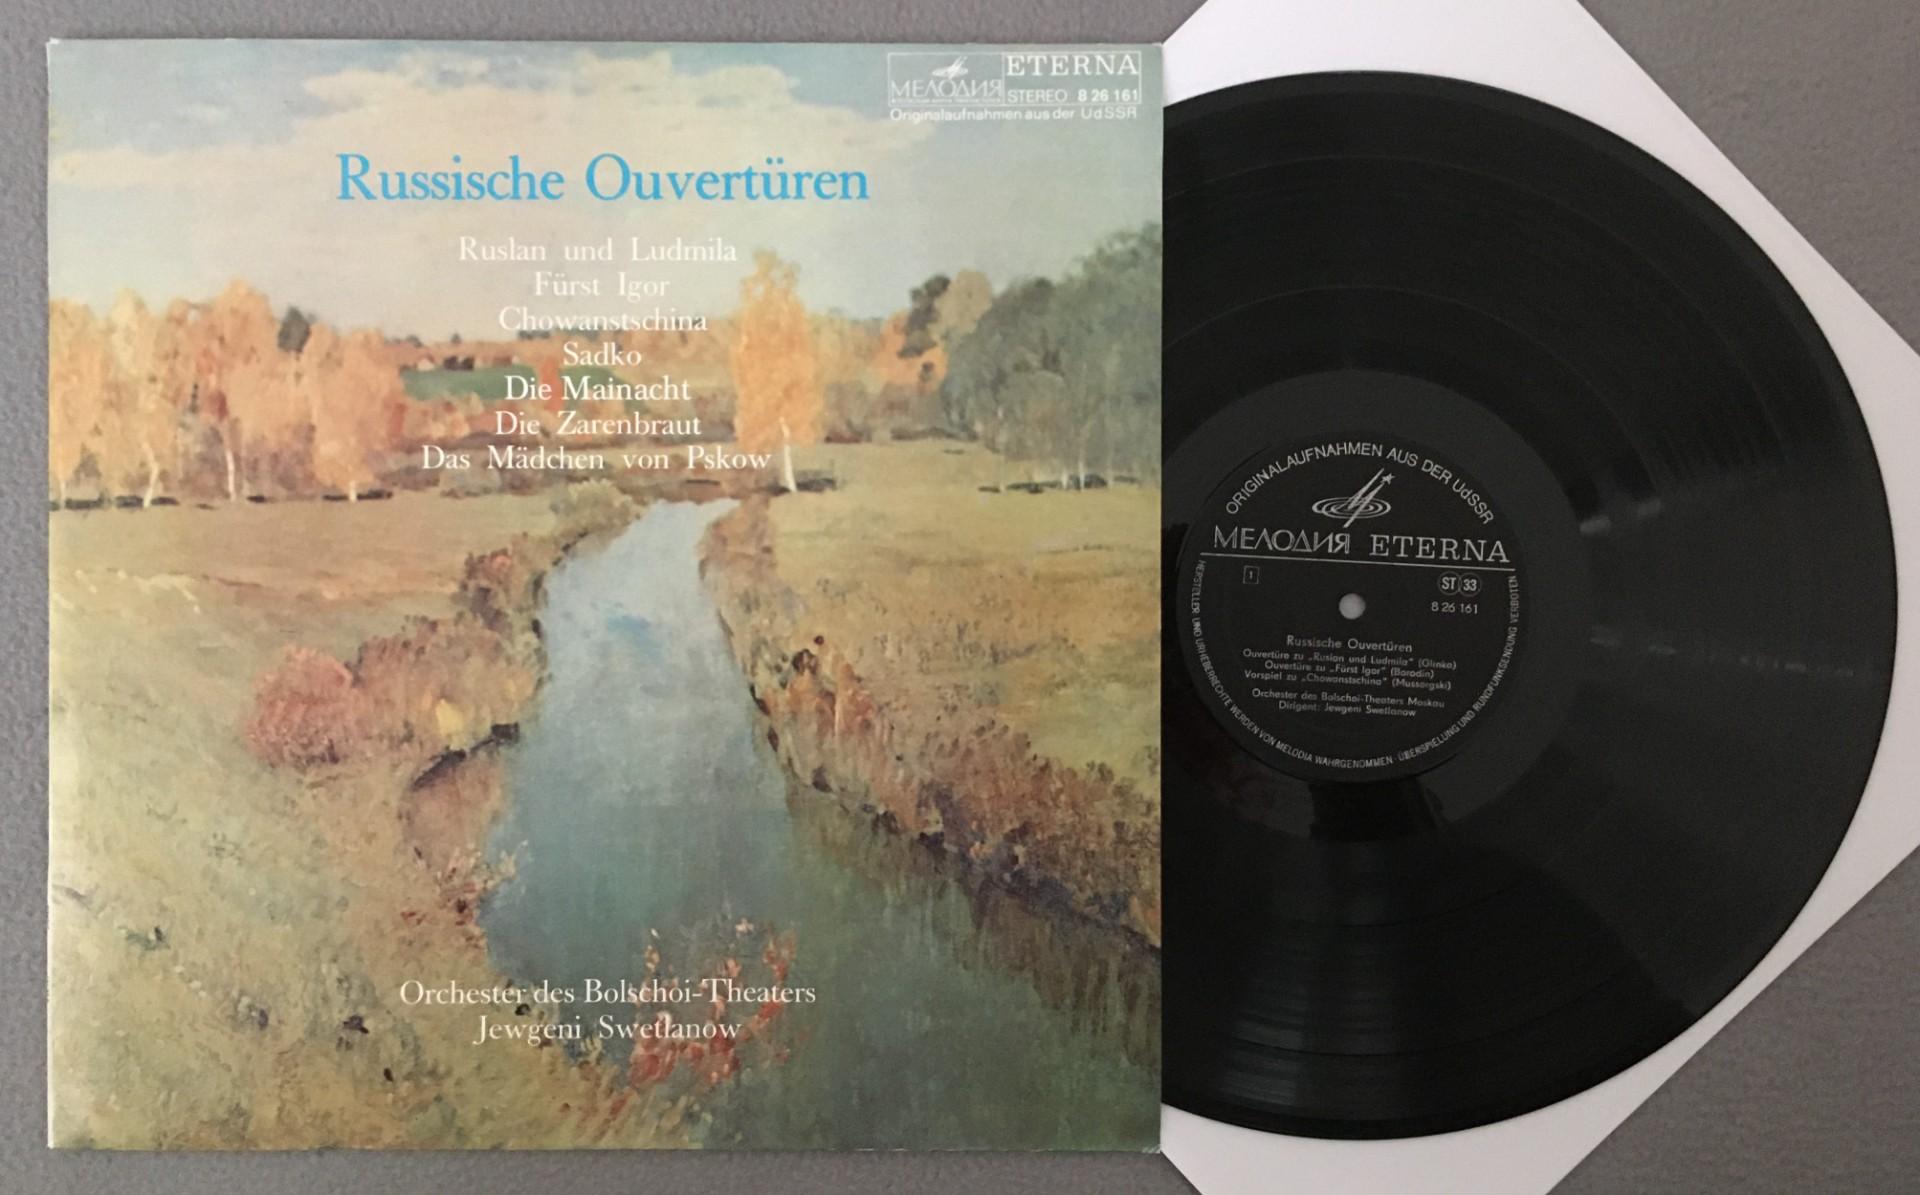 МЕЛОДИЯ
ETERNA
STEREO 8 26 161
Originalaufnahmen aus der UdSSR
Russische Ouvertüren
Ruslan und Ludmila
Fürst Igor
Chowanstschina
Sadko
Die Mainacht
Die Zarenbraut
Das Mädchen von Pskow
Orchester des Bolschoi-Theaters
Jewgeni Swetlanow
ORIGINALAUFNAHMEN AUS DER UdSSR
МЕЛОДИЯ ETERNA
1
ST 33
8 26 161
Russische Ouvertüren
Ouvertüre zu „Ruslan und Ludmila“ (Glinka)
Ouvertüre zu „Fürst Igor“ (Borodin)
Vorspiel zu „Chowanstschina“ (Mussorgski)
Orchester des Bolschoi-Theaters Moskau
Dirigent: Jewgeni Swetlanow
HERSTELLER UND URHEBERRECHTE WERDEN VON MELODIA WAHRGENOMMEN · ÜBERSPIELUNG UND RUNDFUNKSENDUNG VERBOTEN